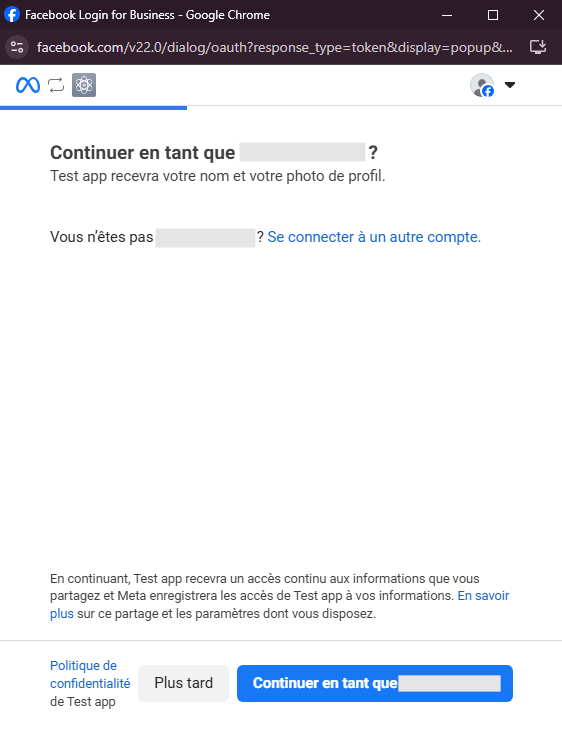 Facebook Login for Business - Google Chrome
facebook.com/v22.0/dialog/oauth?response_type=token&display=popup&...
Continuer en tant que ?
Test app recevra votre nom et votre photo de profil.
Vous n’êtes pas ? Se connecter à un autre compte.
En continuant, Test app recevra un accès continu aux informations que vous
partagez et Meta enregistrera les accès de Test app à vos informations. En savoir
plus sur ce partage et les paramètres dont vous disposez.
Politique de
confidentialité
de Test app
Plus tard
Continuer en tant que